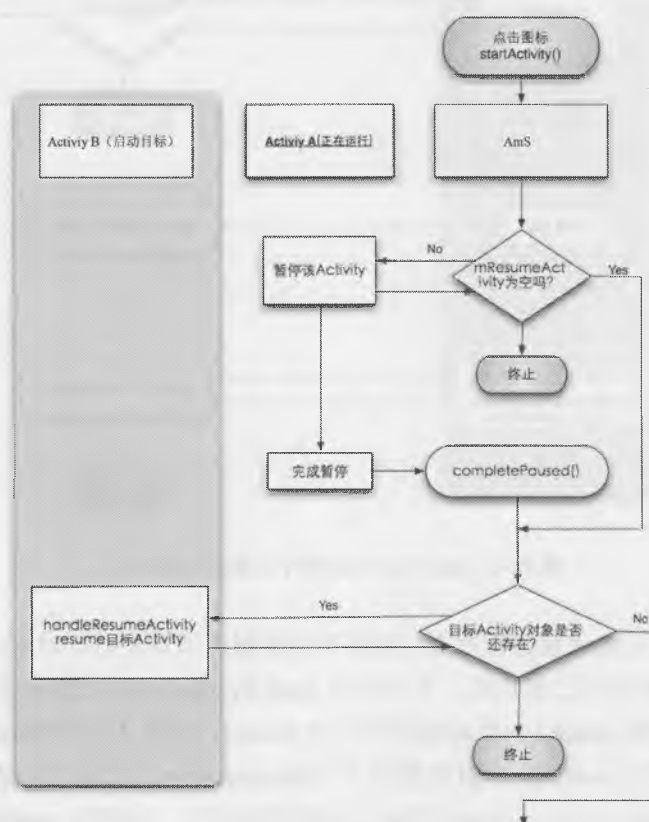 点击图标
startActivity()
Activiy B（启动目标）
Activiy A(正在运行)
AmS
No
暂停该Activity
mResumeAct
ivity为空吗?
Yes
终止
完成暂停
completePaused()
Yes
handleResumeActivity
resume目标Activity
目标Activity对象是否
还存在?
No
终止